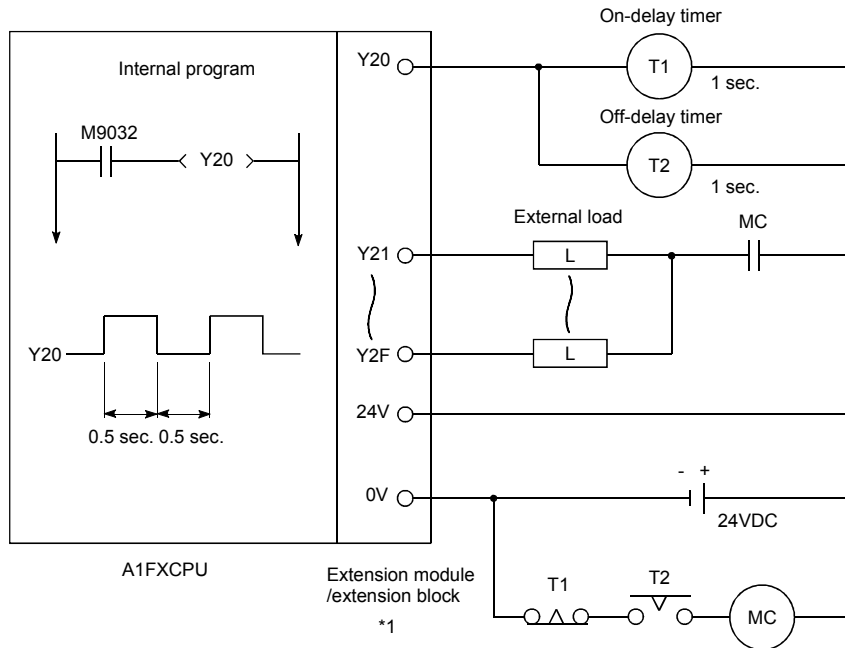 On-delay timer
Y20
T1
1 sec.
Internal program
Off-delay timer
M9032
Y20
T2
1 sec.
External load
MC
Y21
L
Y20
Y2F
L
24V
0.5 sec. 0.5 sec.
0V
- +
24VDC
A1FXCPU
Extension module
/extension block
*1
T1
T2
MC